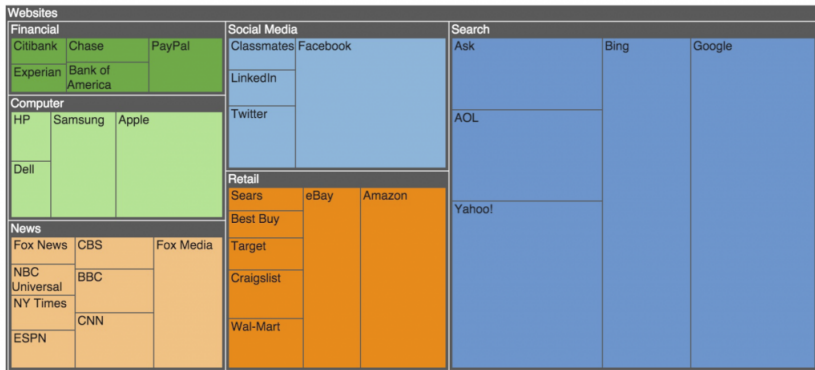 Websites
Financial
Citibank
Chase
PayPal
Experian
Bank of
America
Computer
HP
Samsung
Apple
Dell
News
Fox News
CBS
Fox Media
NBC
Universal
BBC
NY Times
CNN
ESPN
Social Media
Classmates
Facebook
LinkedIn
Twitter
Retail
Sears
eBay
Amazon
Best Buy
Target
Craigslist
Wal-Mart
Search
Ask
Bing
Google
AOL
Yahoo!